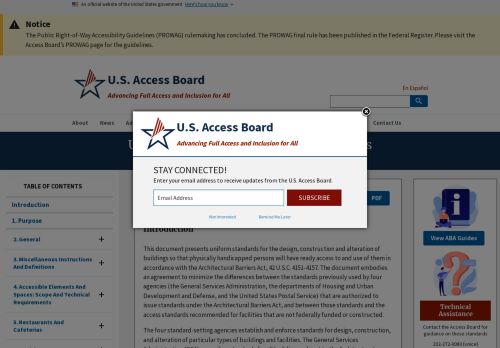 An official website of the United States government Here's how you know
Notice
The Public Right-of-Way Accessibility Guidelines (PROWAG) rulemaking has concluded. The PROWAG final rule has been published in the Federal Register. Please visit the
Access Board's PROWAG page for the guidelines.
U.S. Access Board
Advancing Full Access and Inclusion for All
En Español
About News
Contact Us
U.S. Access Board
Advancing Full Access and Inclusion for All
STAY CONNECTED!
Enter your email address to receive updates from the U.S. Access Board.
Email Address
SUBSCRIBE
Not Interested
Remind Me Later
TABLE OF CONTENTS
Introduction
1. Purpose
2. General
3. Miscellaneous Instructions
And Definitions
4. Accessible Elements And
Spaces: Scope And Technical
Requirements
5. Restaurants And
Cafeterias
PDF
Introduction
This document presents uniform standards for the design, construction and alteration of
buildings so that physically handicapped persons will have ready access to and use of them in
accordance with the Architectural Barriers Act, 42 U.S.C. 4151-4157. The document embodies
an agreement to minimize the differences between the standards previously used by four
agencies (the General Services Administration, the departments of Housing and Urban
Development and Defense, and the United States Postal Service) that are authorized to
issue standards under the Architectural Barriers Act, and between those standards and the
access standards recommended for facilities that are not federally funded or constructed.
The four standard-setting agencies establish and enforce standards for design, construction,
and alteration of particular types of buildings and facilities. The General Services
View ABA Guides
Technical
Assistance
Contact the Access Board for
guidance on these standards
202-272-0080 (voice)